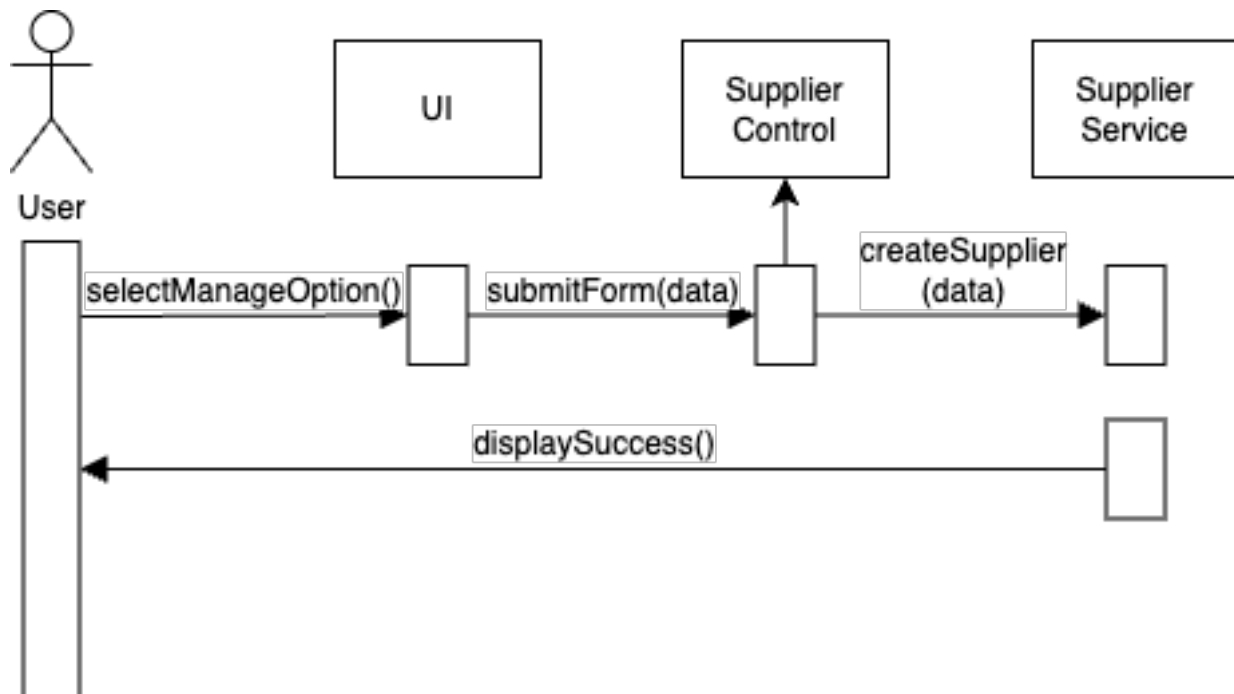 UI
Supplier
Control
Supplier
Service
User
selectManageOption()
submitForm(data)
createSupplier
(data)
displaySuccess()